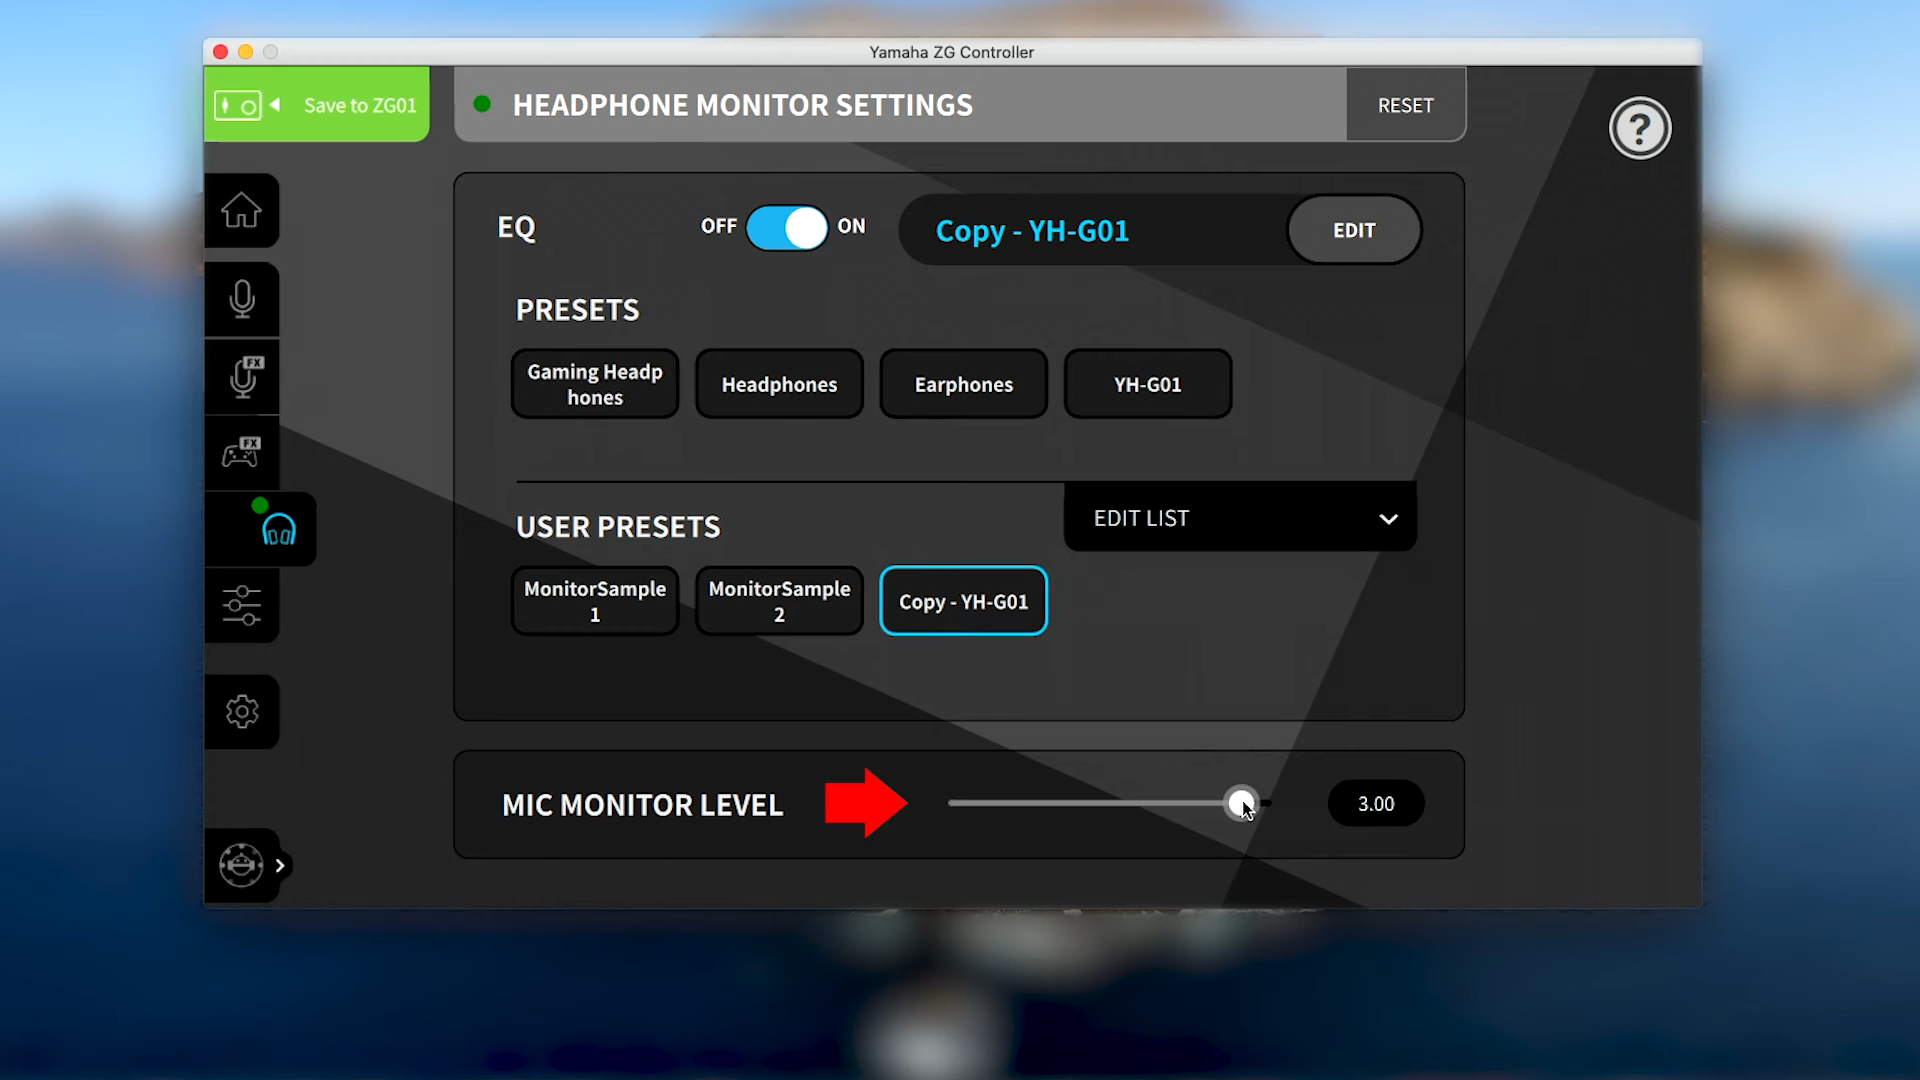 Yamaha ZG Controller
Save to ZG01
HEADPHONE MONITOR SETTINGS
RESET
?
EQ
OFF
ON
Copy - YH-G01
EDIT
PRESETS
Gaming Headp
hones
Headphones
Earphones
YH-G01
FX
FX
USER PRESETS
EDIT LIST
MonitorSample
1
MonitorSample
2
Copy - YH-G01
MIC MONITOR LEVEL
3.00